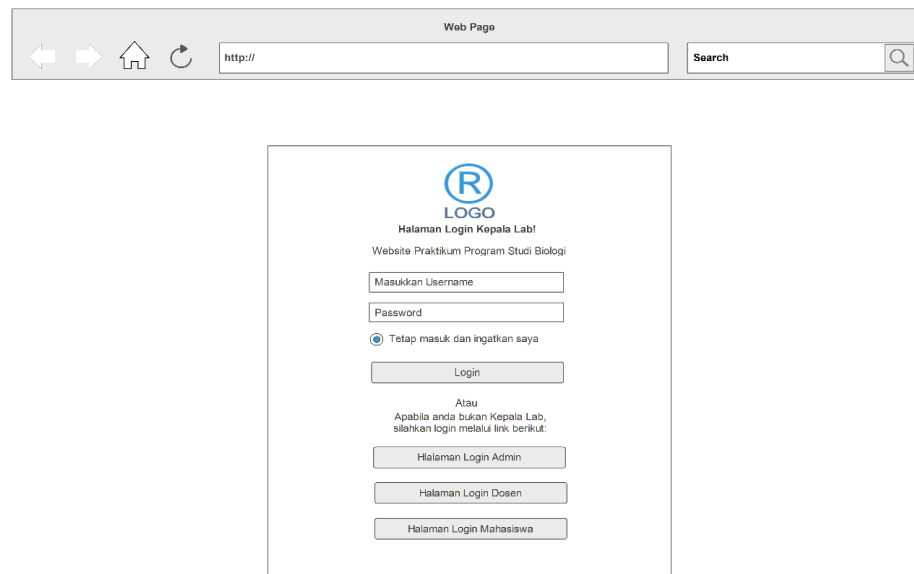 Web Page
http://
Search
R
LOGO
Halaman Login Kepala Lab!
Website Praktikum Program Studi Biologi
Masukkan Username
Password
Tetap masuk dan ingatkan saya
Login
Atau
Apabila anda bukan Kepala Lab,
silahkan login melalui link berikut:
Hlalaman Login Admin
Halaman Login Dosen
Halaman Login Mahasiswa